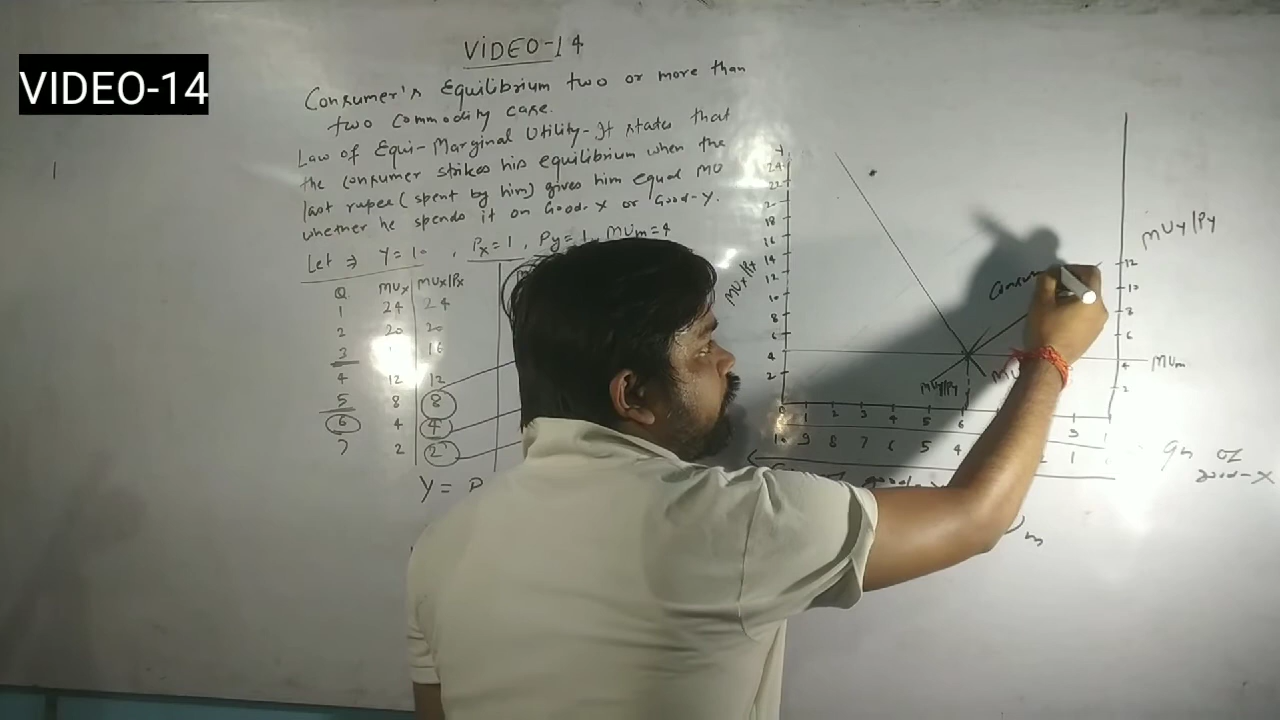 VIDEO-14
VIDEO-14
Consumer's Equilibrium two or more than
two commodity case.
Law of Equi-Marginal Utility-It states that
the consumer strikes his equilibrium when the
last rupee (spent by him) gives him equal MU
whether he spends it on Good-X or Good-Y.
Let ⇒ Y=10, Px=1, Py=1, MUm=4
Q MUx MUx/Px
1 24 24
2 20 20
3 16
4 12 12
5 8 8
6 4 4
7 2 2
Y=
Y
24
22
20
18
16
14
12
10
8
6
4
2
MUx/Px
MUy/Py
12
10
8
6
4
2
MUm
MUy/Py
0 1 2 3 4 5 6
10 9 8 7 6 5 4 1
good-X